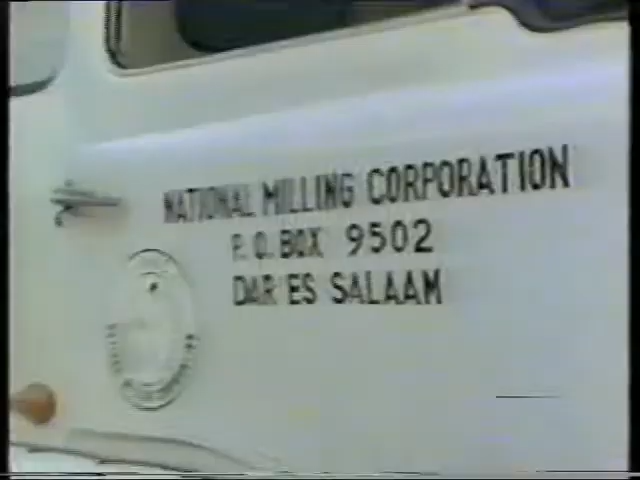 NATIONAL MILLING CORPORATION
P. O. BOX 9502
DAR ES SALAAM